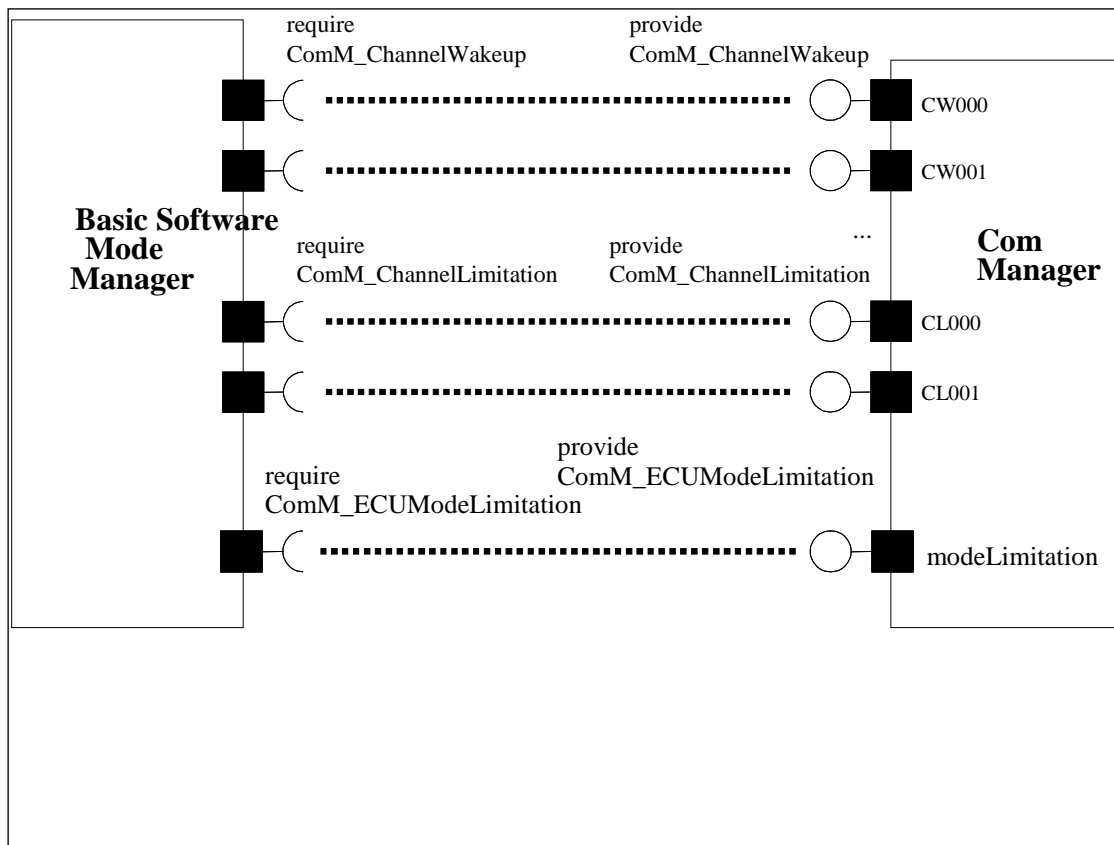 require
ComM_ChannelWakeup
provide
ComM_ChannelWakeup
CW000
CW001
Basic Software
Mode
Manager
require
ComM_ChannelLimitation
provide
ComM_ChannelLimitation
...
Com
Manager
CL000
CL001
require
ComM_ECUModeLimitation
provide
ComM_ECUModeLimitation
modeLimitation